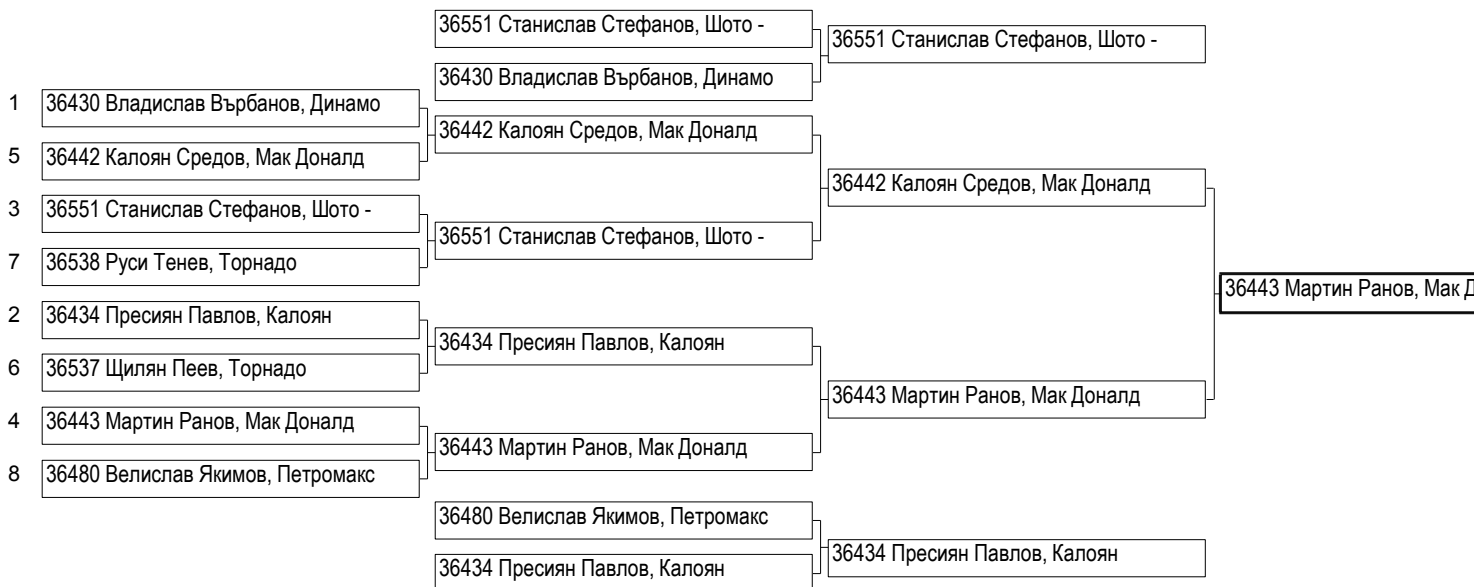 36551 Станислав Стефанов, Шото -
36551 Станислав Стефанов, Шото -
36430 Владислав Върбанов, Динамо
1 36430 Владислав Върбанов, Динамо
36442 Калоян Средов, Мак Доналд
5 36442 Калоян Средов, Мак Доналд
36442 Калоян Средов, Мак Доналд
3 36551 Станислав Стефанов, Шото -
36551 Станислав Стефанов, Шото -
7 36538 Руси Тенев, Торнадо
36443 Мартин Ранов, Мак Д
2 36434 Пресиян Павлов, Калоян
36434 Пресиян Павлов, Калоян
6 36537 Щилян Пеев, Торнадо
36443 Мартин Ранов, Мак Доналд
4 36443 Мартин Ранов, Мак Доналд
36443 Мартин Ранов, Мак Доналд
8 36480 Велислав Якимов, Петромакс
36480 Велислав Якимов, Петромакс
36434 Пресиян Павлов, Калоян
36434 Пресиян Павлов, Калоян